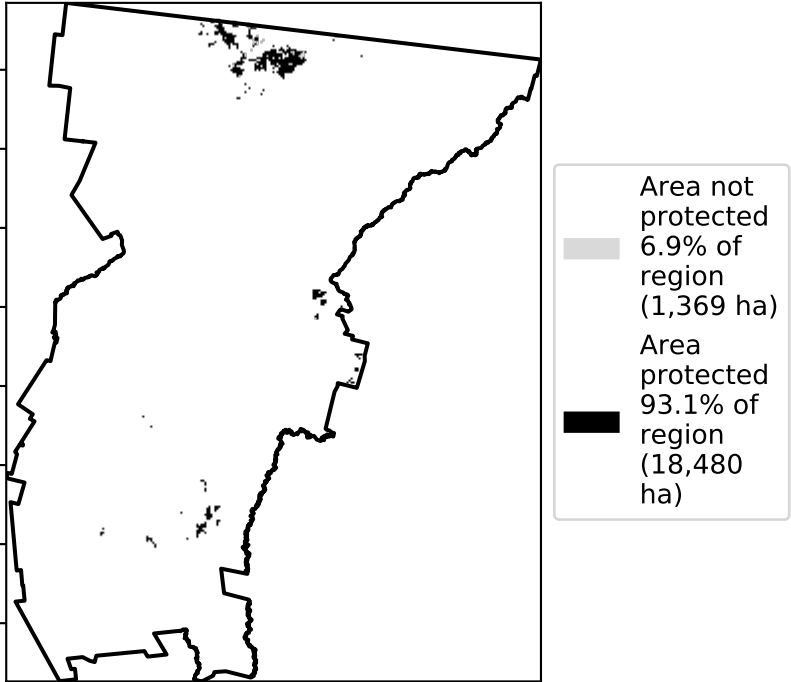 Area not
protected
6.9% of
region
(1,369 ha)
Area
protected
93.1% of
region
(18,480
ha)